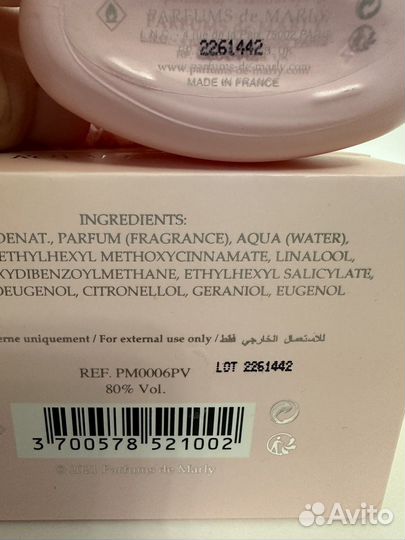 PARFUMS de MARLY
2261442
www.parfums-de-marly.com
MADE IN FRANCE
INGREDIENTS:
DENAT., PARFUM (FRAGRANCE), AQUA (WATER),
ETHYLHEXYL METHOXYCINNAMATE, LINALOOL,
XYDIBENZOYLMETHANE, ETHYLHEXYL SALICYLATE,
OEUGENOL, CITRONELLOL, GERANIOL, EUGENOL
erne uniquement / For external use only / للاستعمال الخارجي فقط
REF. PM0006PV LOT 2261442
80% Vol.
3 700578 521002
© 2021 Parfums de Marly
Avito